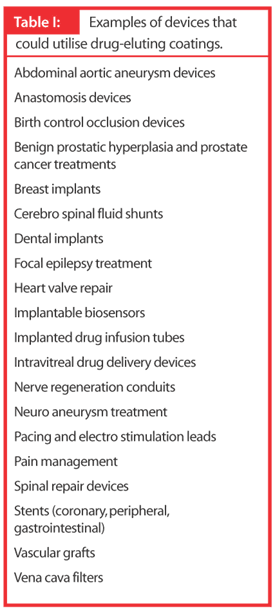 Table I: Examples of devices that
could utilise drug-eluting coatings.
Abdominal aortic aneurysm devices
Anastomosis devices
Birth control occlusion devices
Benign prostatic hyperplasia and prostate
cancer treatments
Breast implants
Cerebro spinal fluid shunts
Dental implants
Focal epilepsy treatment
Heart valve repair
Implantable biosensors
Implanted drug infusion tubes
Intravitreal drug delivery devices
Nerve regeneration conduits
Neuro aneurysm treatment
Pacing and electro stimulation leads
Pain management
Spinal repair devices
Stents (coronary, peripheral,
gastrointestinal)
Vascular grafts
Vena cava filters